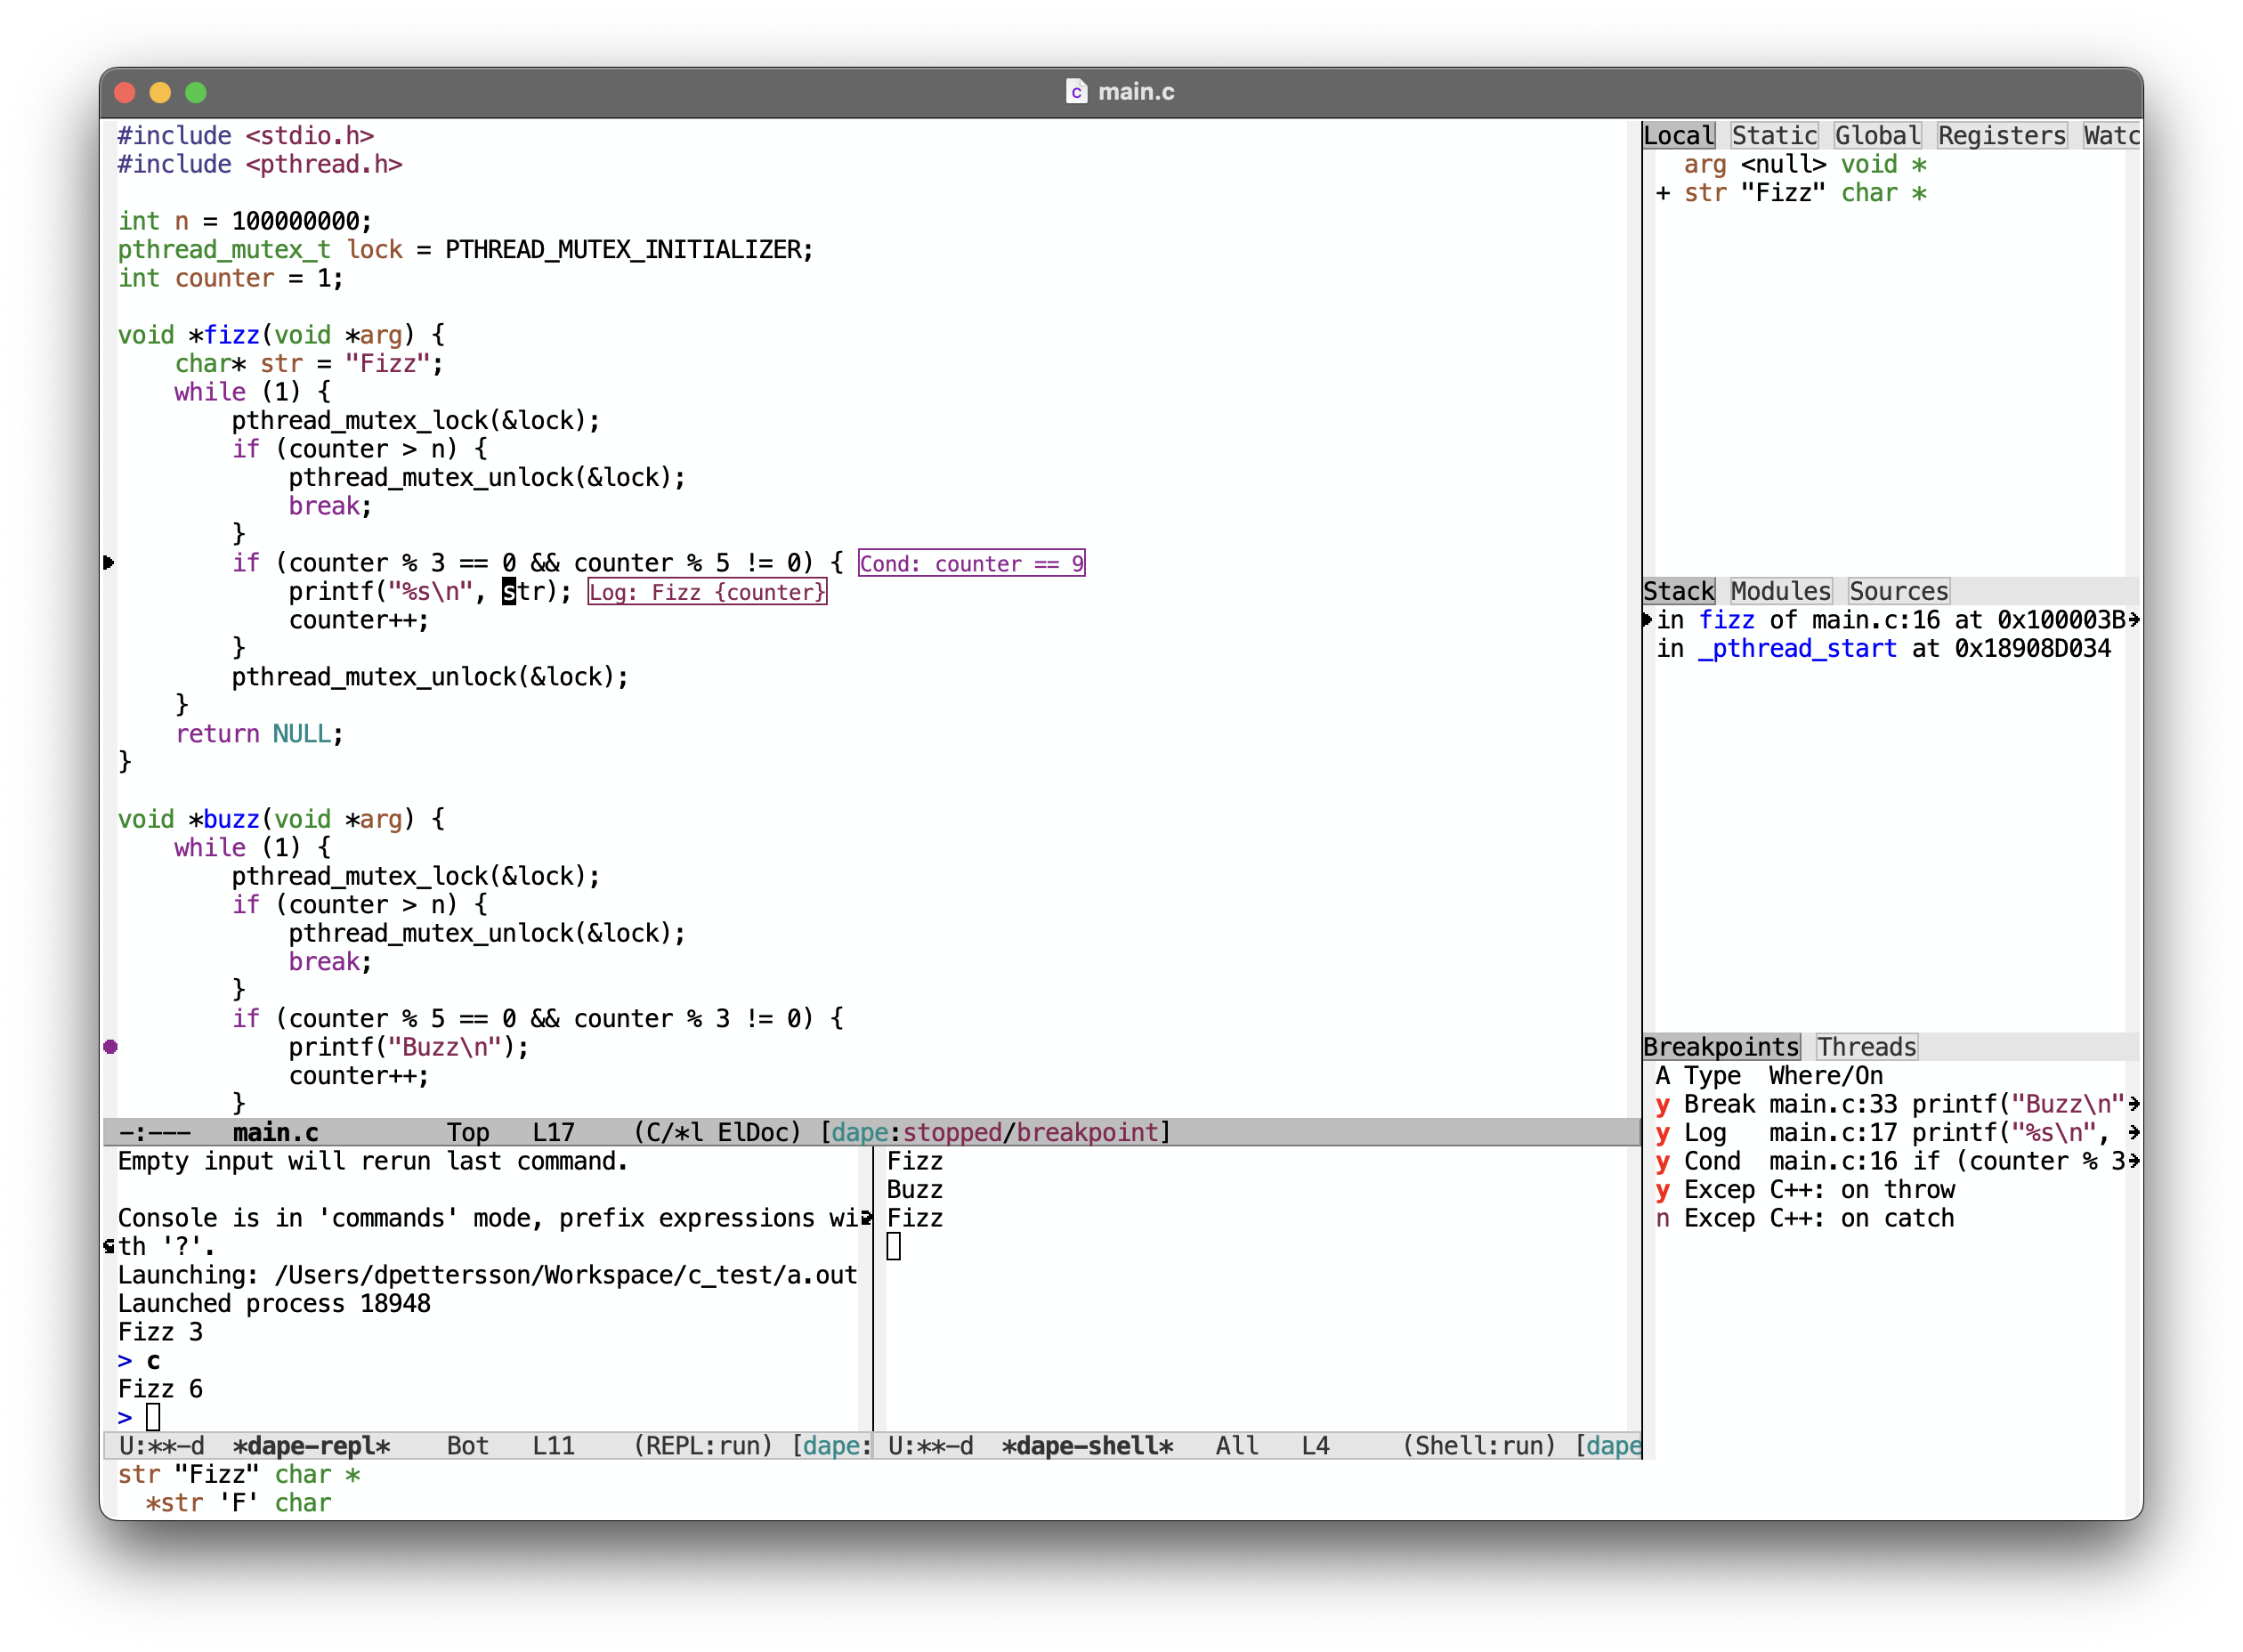 main.c
#include <stdio.h>
#include <pthread.h>
int n = 100000000;
pthread_mutex_t lock = PTHREAD_MUTEX_INITIALIZER;
int counter = 1;
void *fizz(void *arg) {
    char* str = "Fizz";
    while (1) {
        pthread_mutex_lock(&lock);
        if (counter > n) {
            pthread_mutex_unlock(&lock);
            break;
        }
        if (counter % 3 == 0 && counter % 5 != 0) { Cond: counter == 9
            printf("%s\n", str); Log: Fizz {counter}
            counter++;
        }
        pthread_mutex_unlock(&lock);
    }
    return NULL;
}
void *buzz(void *arg) {
    while (1) {
        pthread_mutex_lock(&lock);
        if (counter > n) {
            pthread_mutex_unlock(&lock);
            break;
        }
        if (counter % 5 == 0 && counter % 3 != 0) {
            printf("Buzz\n");
            counter++;
        }
-:--- main.c Top L17 (C/*l ElDoc) [dape:stopped/breakpoint]
Empty input will rerun last command.
Console is in 'commands' mode, prefix expressions wi
th '?'.
Launching: /Users/dpettersson/Workspace/c_test/a.out
Launched process 18948
Fizz 3
> c
Fizz 6
>
U:**-d *dape-repl* Bot L11 (REPL:run) [dape:
Fizz
Buzz
Fizz
U:**-d *dape-shell* All L4 (Shell:run) [dape
str "Fizz" char *
  *str 'F' char
Local Static Global Registers Watc
arg <null> void *
+ str "Fizz" char *
Stack Modules Sources
in fizz of main.c:16 at 0x100003B
in _pthread_start at 0x18908D034
Breakpoints Threads
A Type Where/On
y Break main.c:33 printf("Buzz\n"
y Log main.c:17 printf("%s\n",
y Cond main.c:16 if (counter % 3
y Excep C++: on throw
n Excep C++: on catch